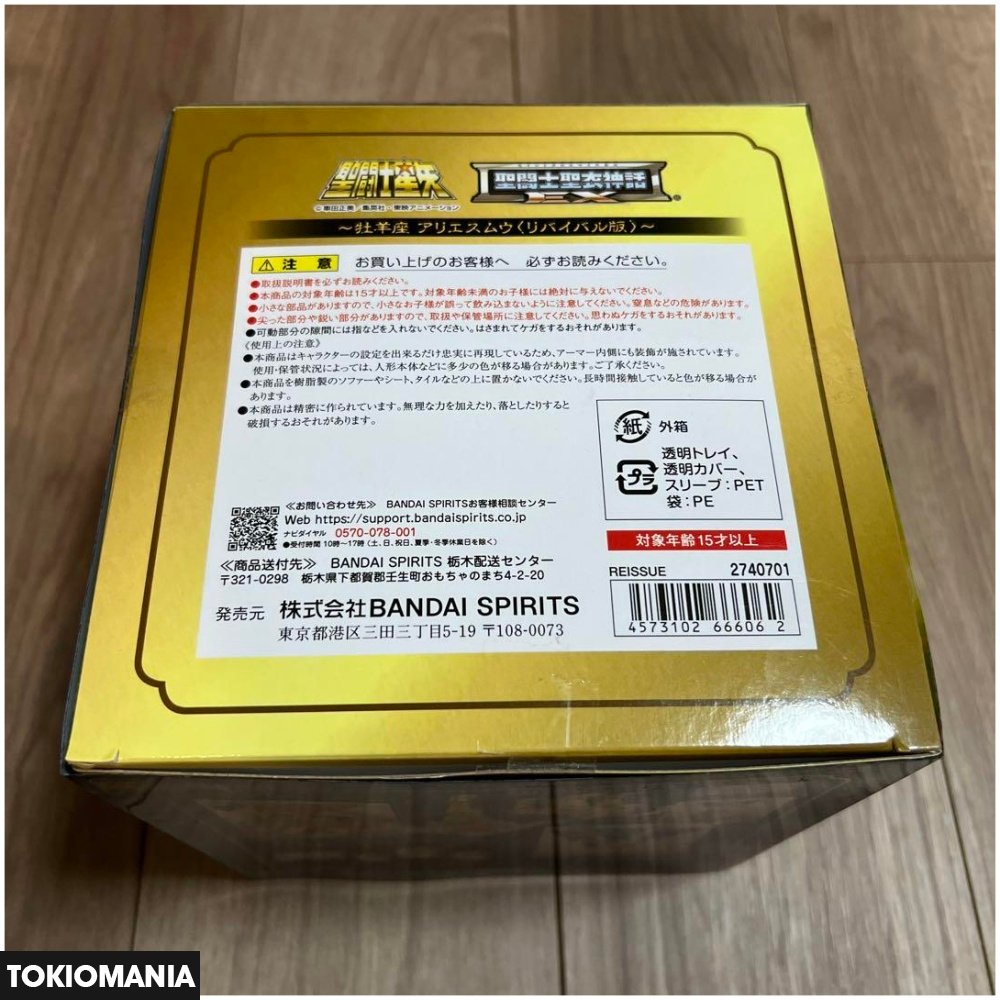 聖闘士星矢
聖闘士聖衣神話
EX
©車田正美/集英社・東映アニメーション
～牡羊座 アリエスムウ〈リバイバル版〉～
注意 お買い上げのお客様へ 必ずお読みください。
●取扱説明書を必ずお読みください。
●本商品の対象年齢は15才以上です。対象年齢未満のお子様には絶対に与えないでください。
●小さな部品がありますので、小さなお子様が誤って飲み込まないように注意してください。窒息などの危険があります。
●尖った部分や鋭い部分がありますので、取扱や保管場所に注意してください。思わぬケガをするおそれがあります。
●可動部分の隙間には指などを入れないでください。はさまれてケガをするおそれがあります。
《使用上の注意》
●本商品はキャラクターの設定を出来るだけ忠実に再現しているため、アーマー内側にも装飾が施されています。
使用・保管状況によっては、人形本体などに多少の色が移る場合があります。ご了承ください。
●本商品を樹脂製のソファーやシート、タイルなどの上に置かないでください。長時間接触していると色が移る場合が
あります。
●本商品は精密に作られています。無理な力を加えたり、落としたりすると
破損するおそれがあります。
紙 外箱
プラ 透明トレイ、
透明カバー、
スリーブ：PET
袋：PE
≪お問い合わせ先≫ BANDAI SPIRITSお客様相談センター
Web https://support.bandaispirits.co.jp
ナビダイヤル 0570-078-001
●受付時間 10時〜17時（土、日、祝日、夏季・冬季休業日を除く）
≪商品送付先≫ BANDAI SPIRITS 栃木配送センター
〒321-0298 栃木県下都賀郡壬生町おもちゃのまち4-2-20
発売元 株式会社BANDAI SPIRITS
東京都港区三田三丁目5-19 〒108-0073
対象年齢15才以上
REISSUE 2740701
4573102 66606 2
TOKIOMANIA